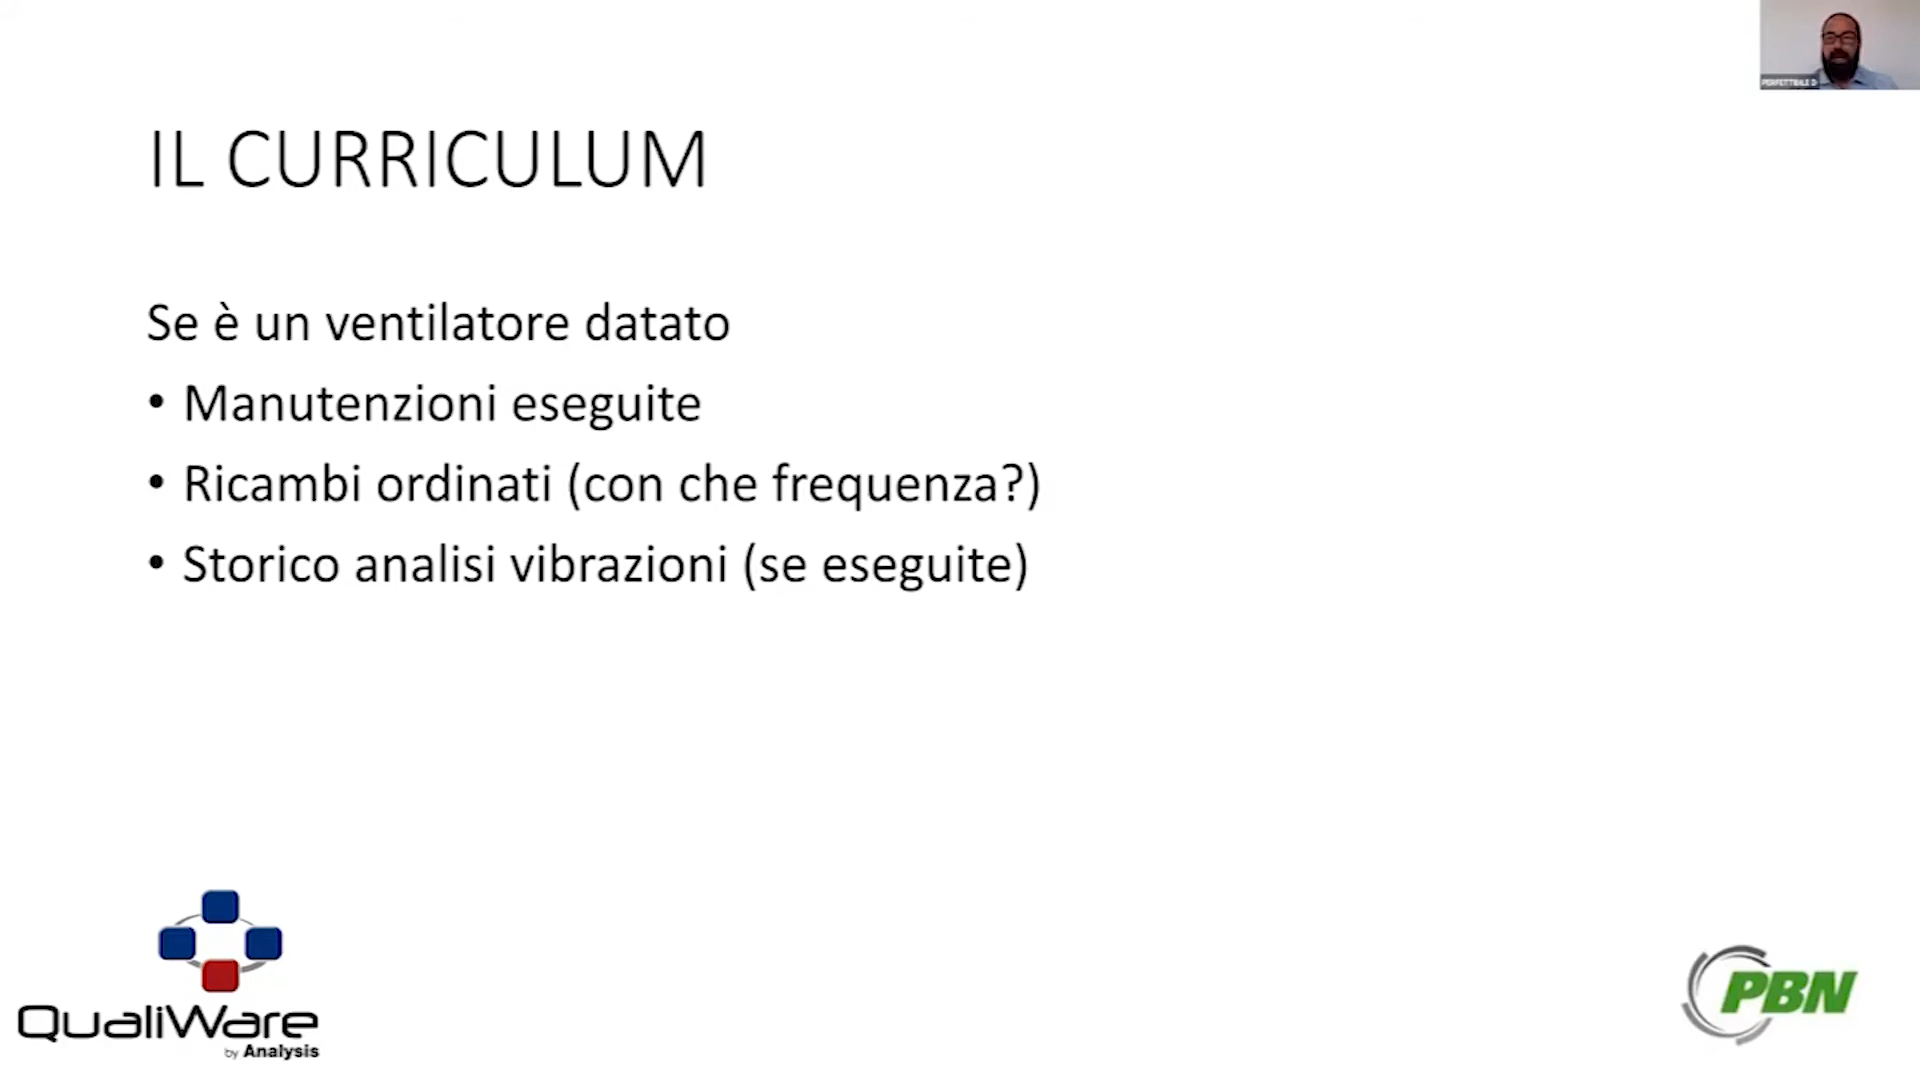 IL CURRICULUM
Se è un ventilatore datato
• Manutenzioni eseguite
• Ricambi ordinati (con che frequenza?)
• Storico analisi vibrazioni (se eseguite)
QualiWare
by Analysis
PBN